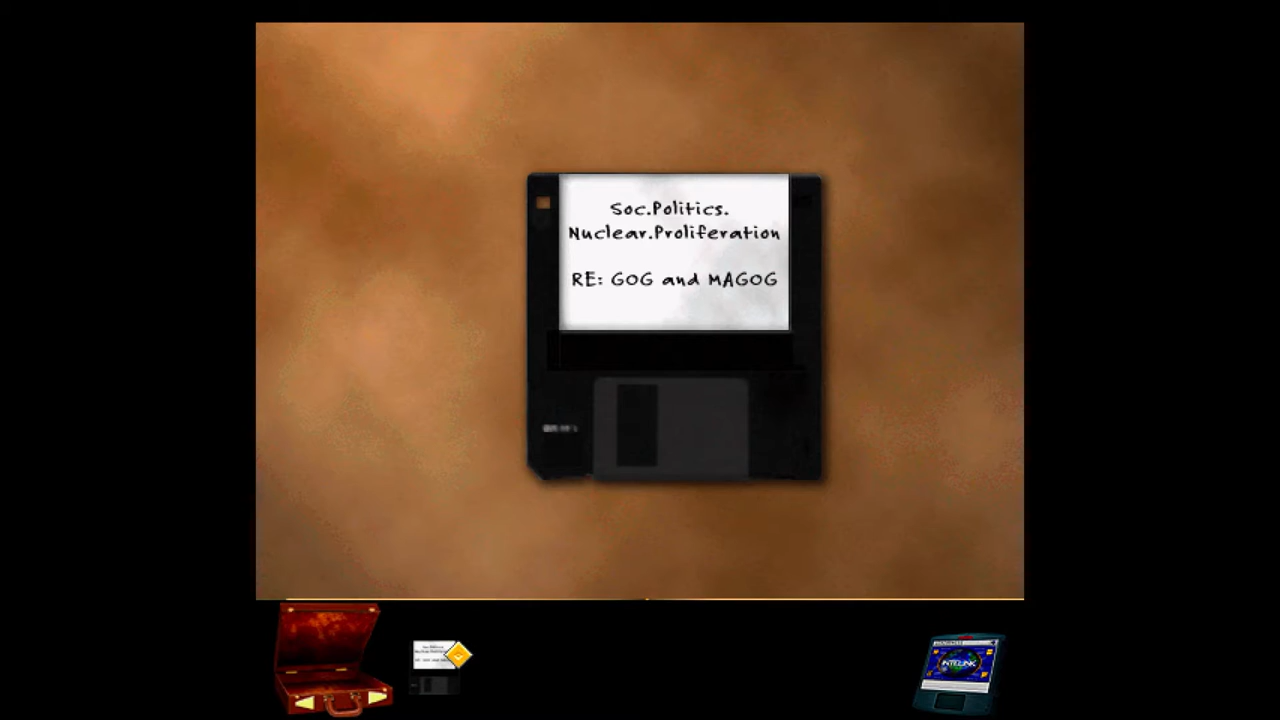 Soc.Politics.
Nuclear.Proliferation
RE: GOG and MAGOG
INTELINK